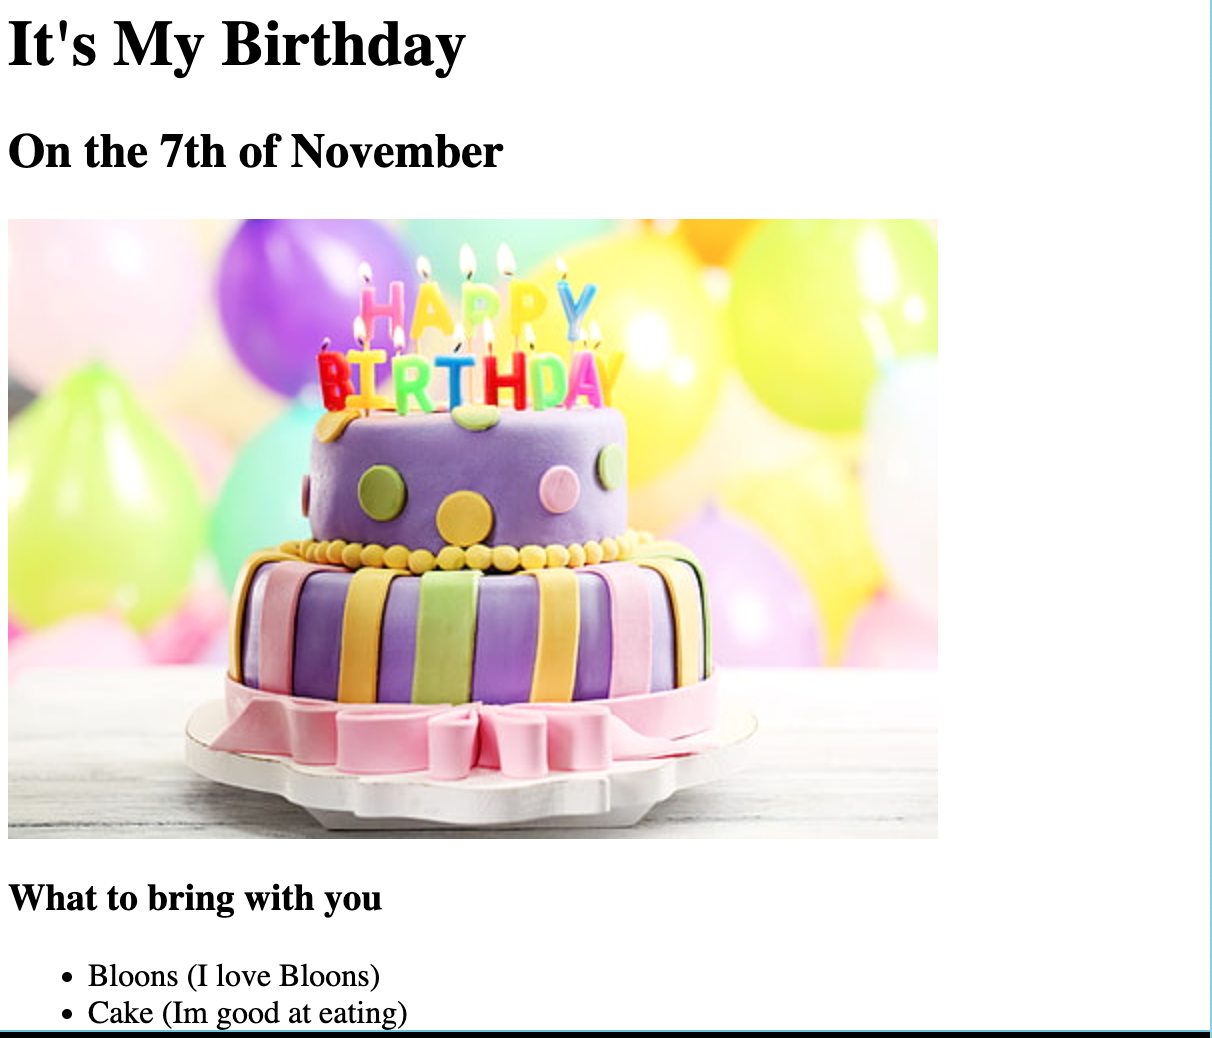 It's My Birthday
On the 7th of November
HAPPY
BIRTHDAY
What to bring with you
Bloons (I love Bloons)
Cake (Im good at eating)